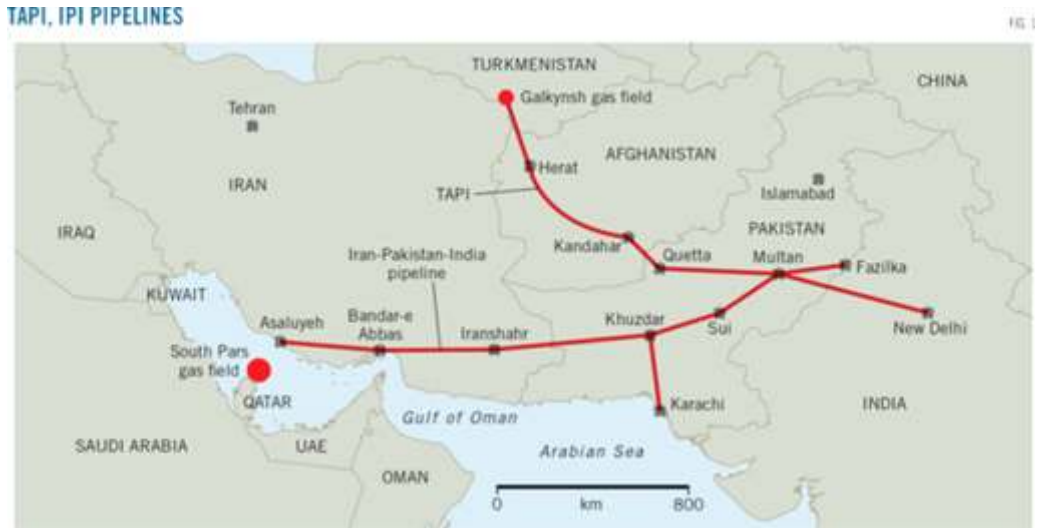 TAPI, IPI PIPELINES
TURKMENISTAN
CHINA
Galkynsh gas field
Tehran
Herat
AFGHANISTAN
IRAN
TAPI
Islamabad
PAKISTAN
IRAQ
Kandahar
Quetta
Multan
Fazilka
Iran-Pakistan-India
pipeline
KUWAIT
Asaluyeh
Bandar-e
Abbas
Iranshahr
Khuzdar
Sui
New Delhi
South Pars
gas field
QATAR
Karachi
INDIA
Gulf of Oman
SAUDI ARABIA
UAE
Arabian Sea
OMAN
0
km
800